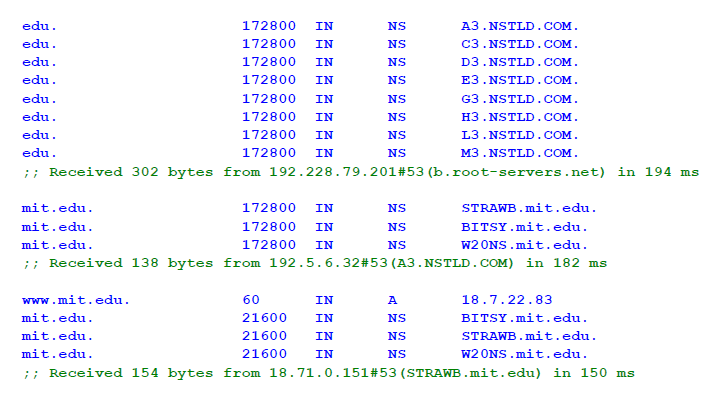 edu. 172800 IN NS A3.NSTLD.COM.
edu. 172800 IN NS C3.NSTLD.COM.
edu. 172800 IN NS D3.NSTLD.COM.
edu. 172800 IN NS E3.NSTLD.COM.
edu. 172800 IN NS G3.NSTLD.COM.
edu. 172800 IN NS H3.NSTLD.COM.
edu. 172800 IN NS L3.NSTLD.COM.
edu. 172800 IN NS M3.NSTLD.COM.
;; Received 302 bytes from 192.228.79.201#53(b.root-servers.net) in 194 ms
mit.edu. 172800 IN NS STRAWB.mit.edu.
mit.edu. 172800 IN NS BITSY.mit.edu.
mit.edu. 172800 IN NS W20NS.mit.edu.
;; Received 138 bytes from 192.5.6.32#53(A3.NSTLD.COM) in 182 ms
www.mit.edu. 60 IN A 18.7.22.83
mit.edu. 21600 IN NS BITSY.mit.edu.
mit.edu. 21600 IN NS STRAWB.mit.edu.
mit.edu. 21600 IN NS W20NS.mit.edu.
;; Received 154 bytes from 18.71.0.151#53(STRAWB.mit.edu) in 150 ms